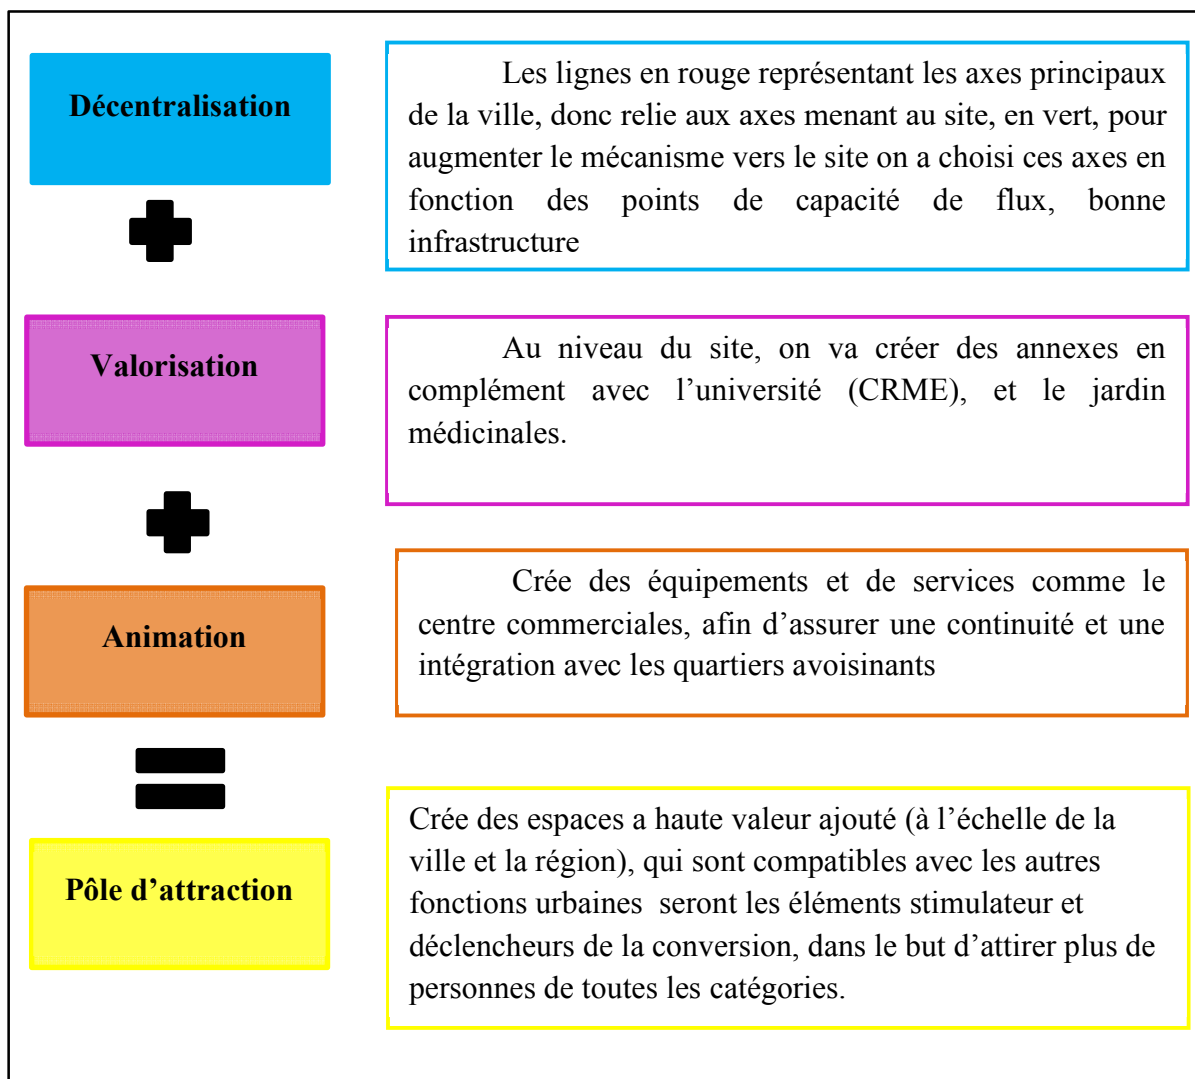 Décentralisation
Les lignes en rouge représentant les axes principaux
de la ville, donc relie aux axes menant au site, en vert, pour
augmenter le mécanisme vers le site on a choisi ces axes en
fonction des points de capacité de flux, bonne
infrastructure
Valorisation
Au niveau du site, on va créer des annexes en
complément avec l’université (CRME), et le jardin
médicinales.
Animation
Crée des équipements et de services comme le
centre commerciales, afin d’assurer une continuité et une
intégration avec les quartiers avoisinants
Pôle d’attraction
Crée des espaces a haute valeur ajouté (à l’échelle de la
ville et la région), qui sont compatibles avec les autres
fonctions urbaines seront les éléments stimulateur et
déclencheurs de la conversion, dans le but d’attirer plus de
personnes de toutes les catégories.